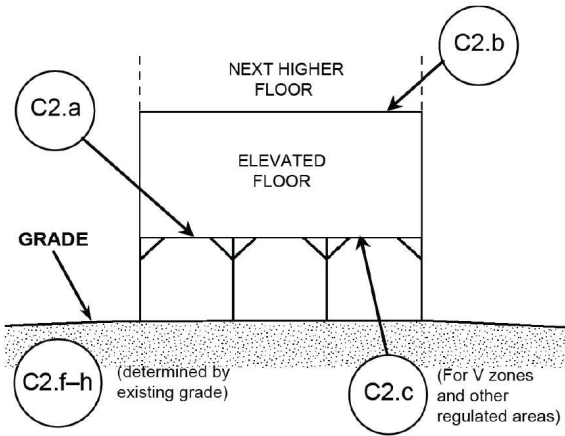 C2.b
NEXT HIGHER
FLOOR
C2.a
ELEVATED
FLOOR
GRADE
C2.f–h
(determined by
existing grade)
C2.c
(For V zones
and other
regulated areas)